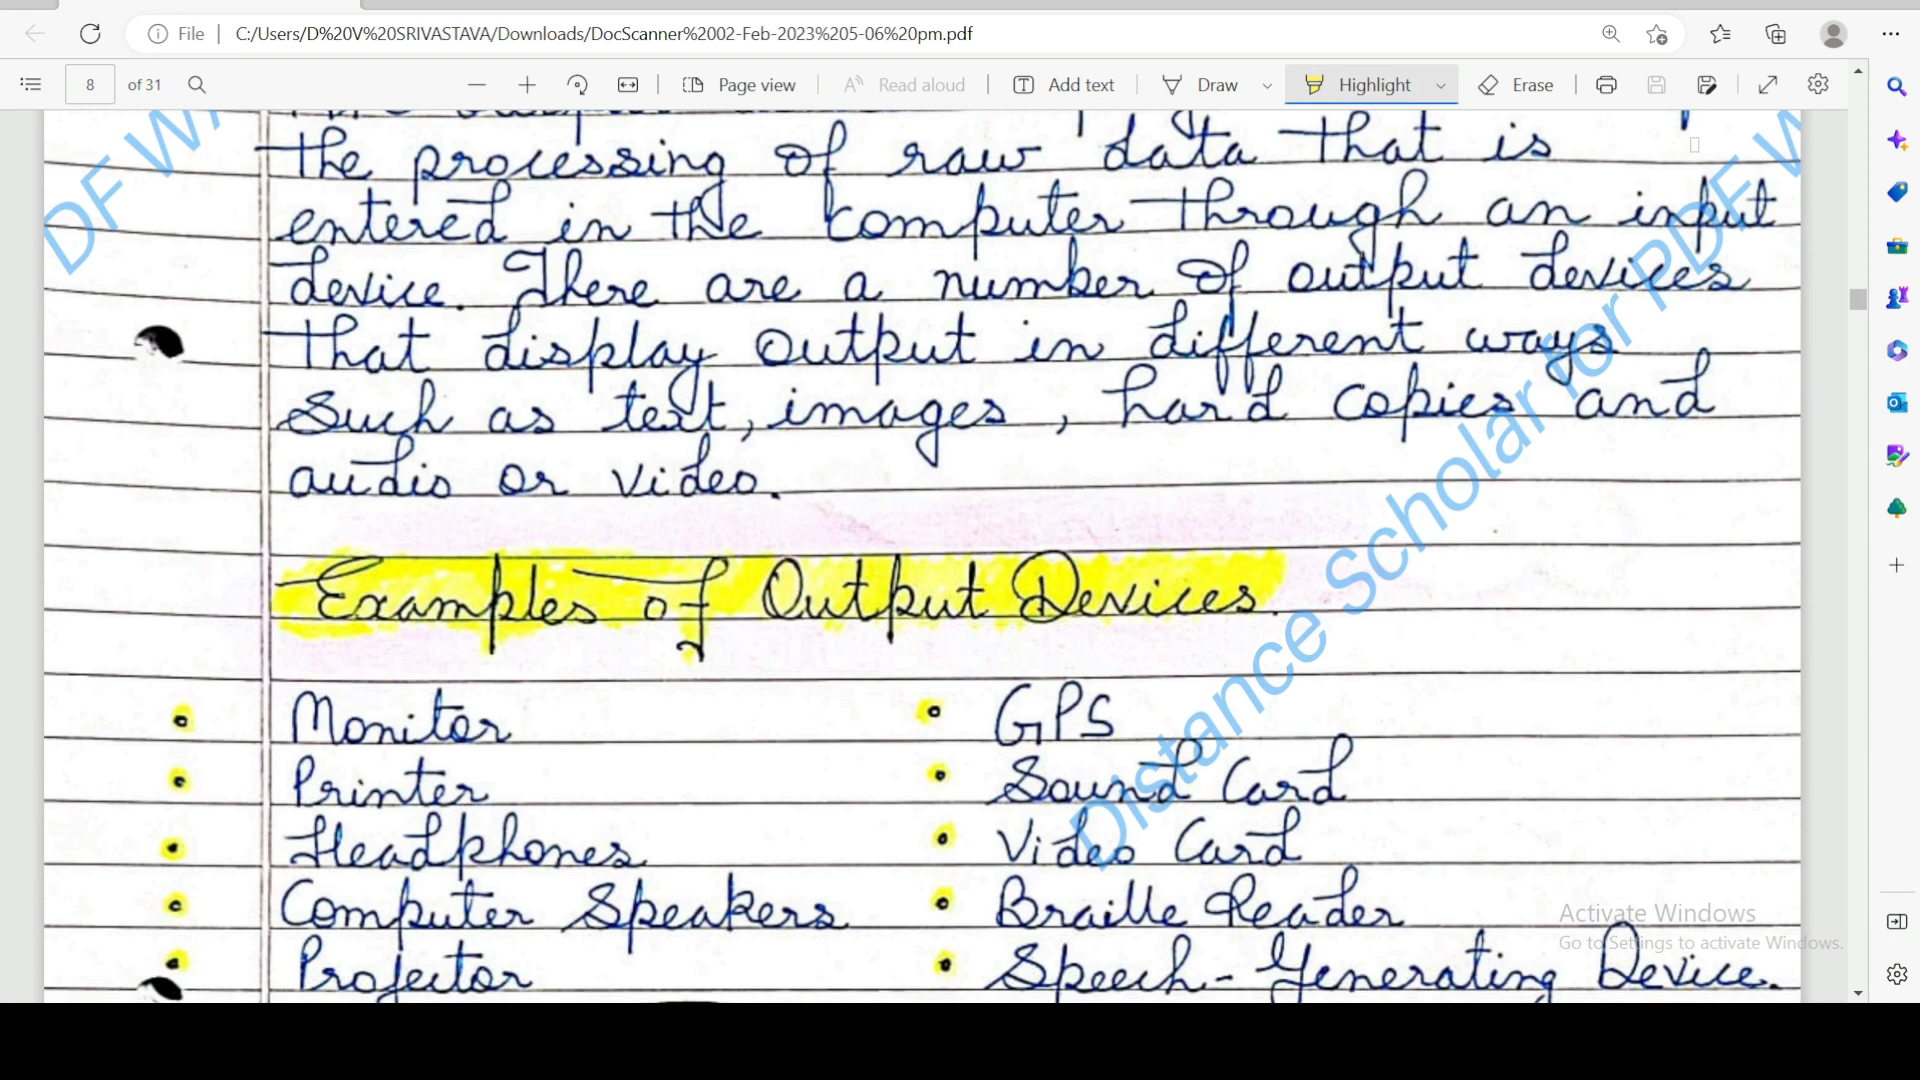 File
C:/Users/D%20V%20SRIVASTAVA/Downloads/DocScanner%2002-Feb-2023%205-06%20pm.pdf
8 of 31
Page view
Read aloud
Add text
Draw
Highlight
Erase
the processing of raw data that is
entered in the computer through an input
device. There are a number of output devices
that display output in different ways
Such as text, images, hard copies and
audio or video.
Examples of Output Devices.
• Monitor
• GPS
• Printer
• Sound Card
• Headphones
• Video Card
• Computer Speakers
• Braille Reader
• Projector
• Speech-Generating Device.
Distance Scholar for PDF W
DF WA
Activate Windows
Go to Settings to activate Windows.